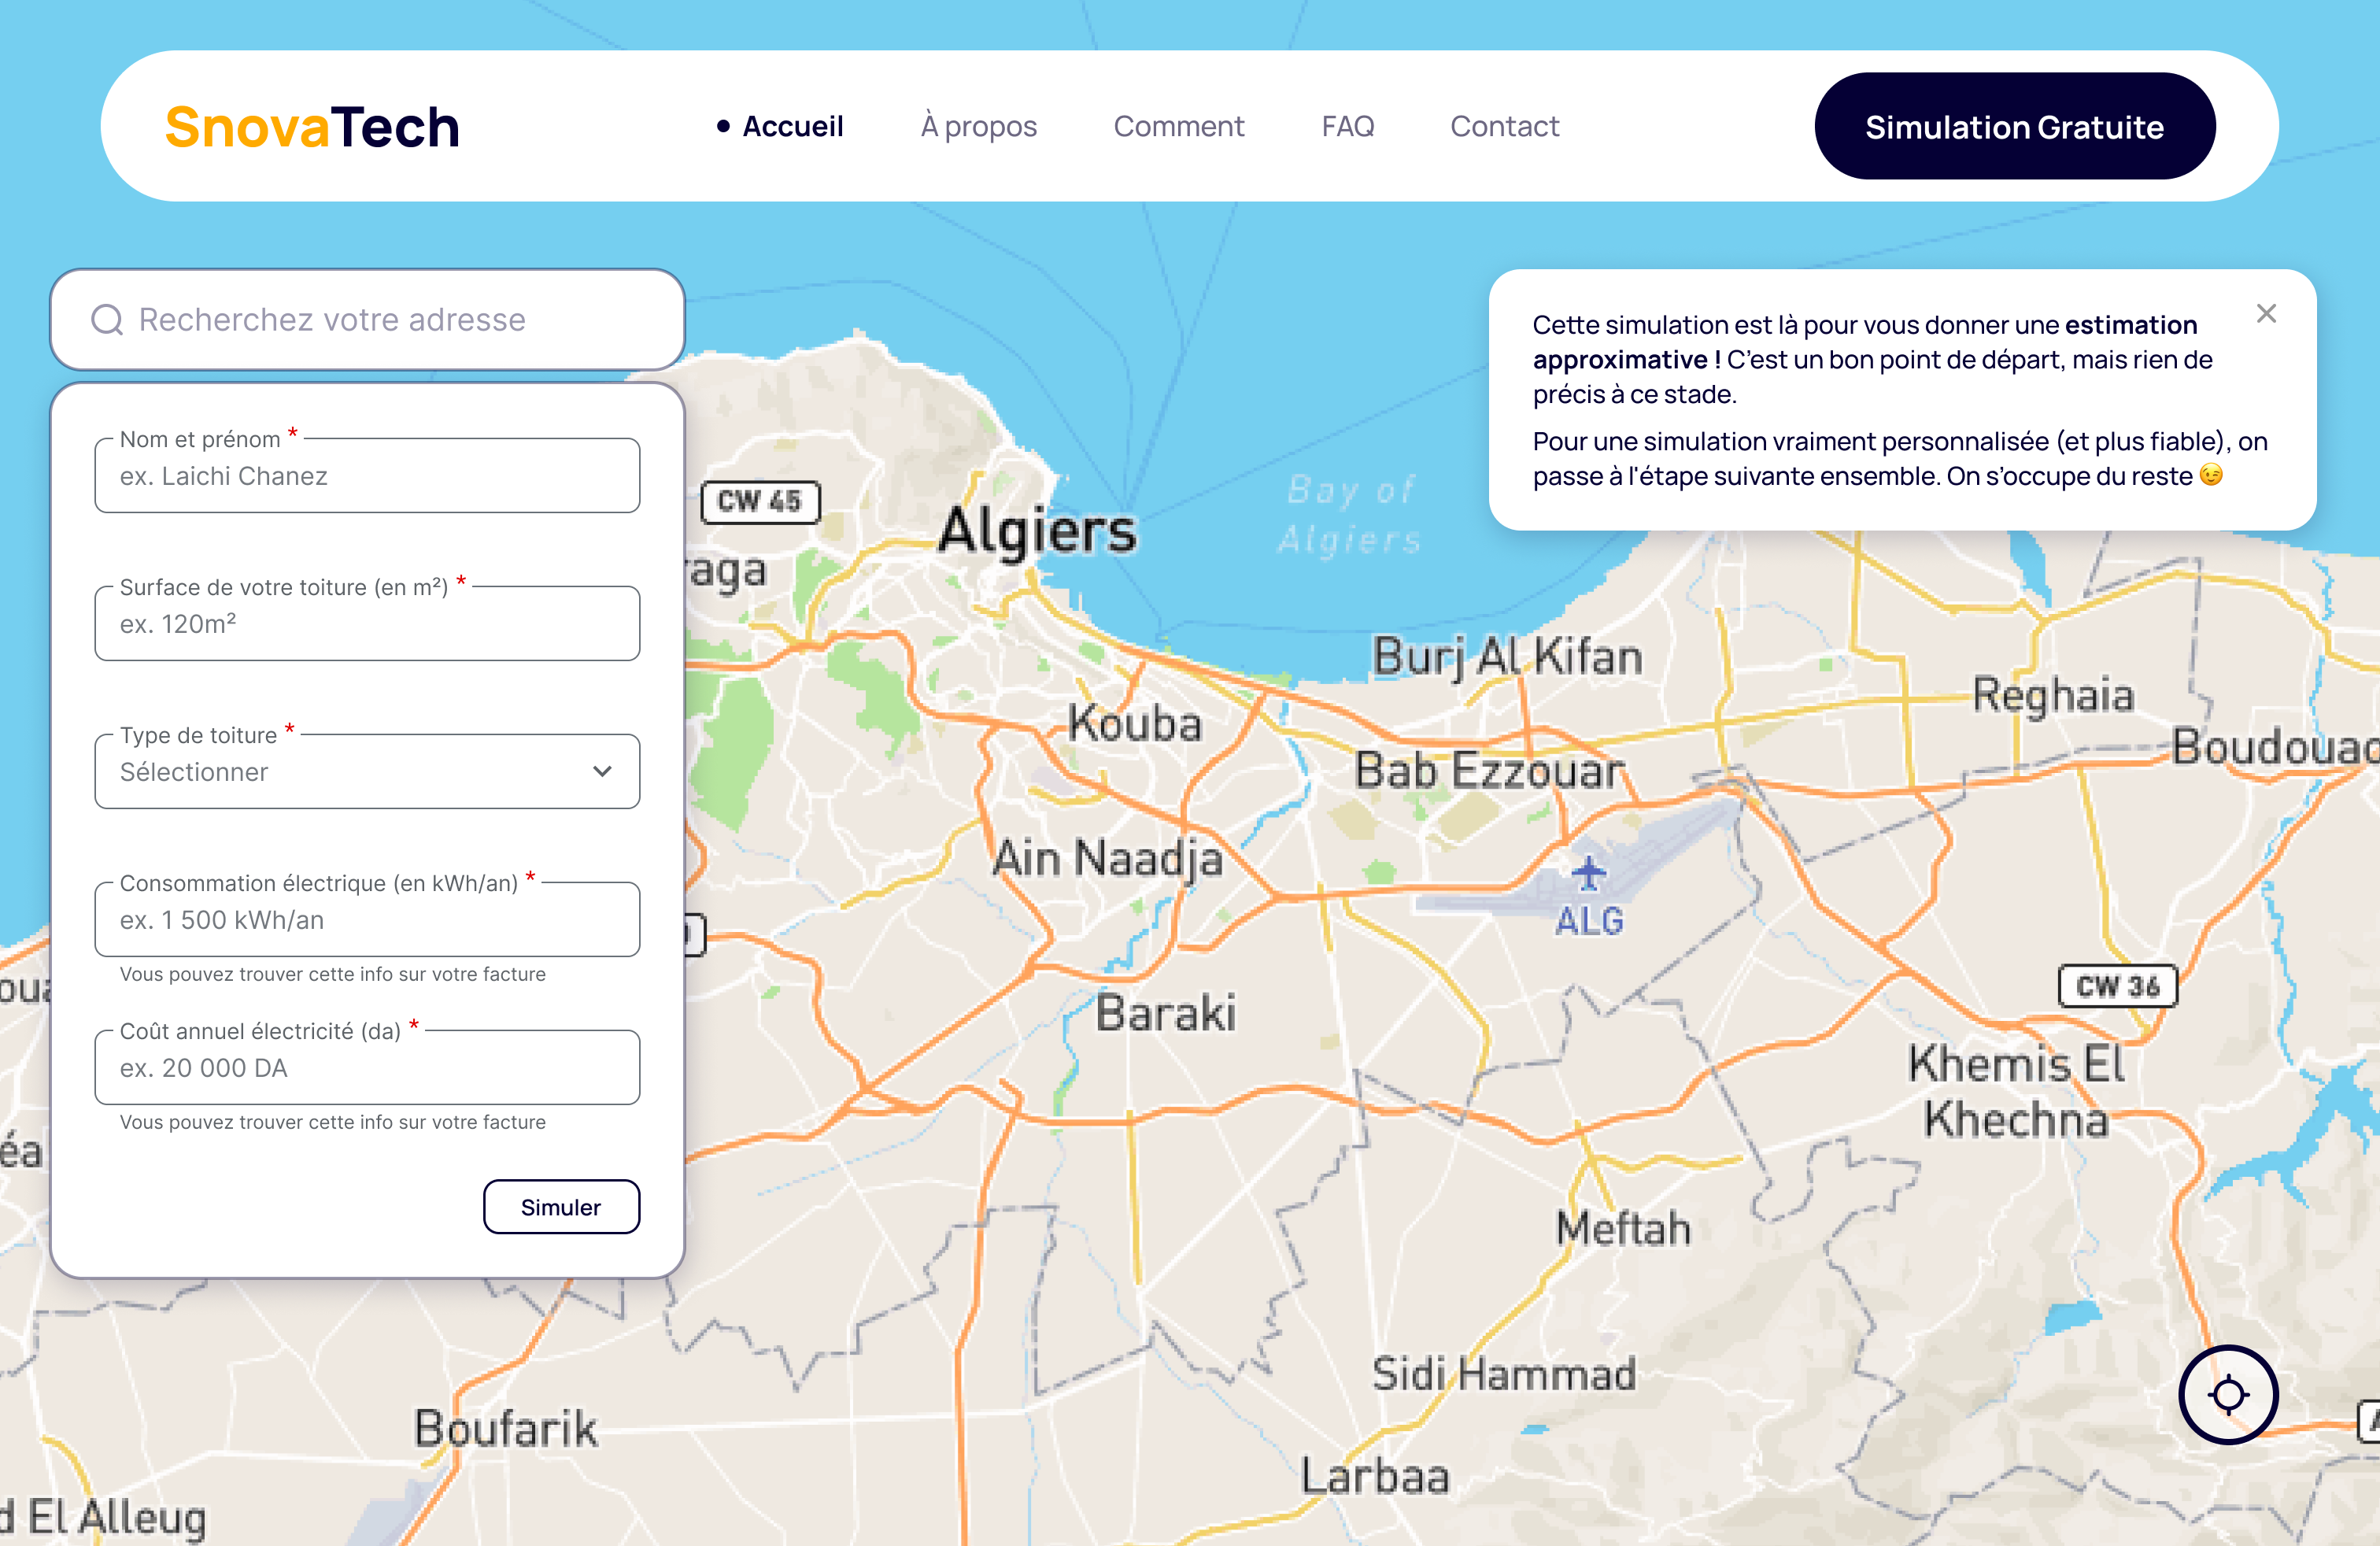 SnovaTech
Accueil
À propos
Comment
FAQ
Contact
Simulation Gratuite
Recherchez votre adresse
Nom et prénom *
ex. Laichi Chanez
Surface de votre toiture (en m²) *
ex. 120m²
Type de toiture *
Sélectionner
Consommation électrique (en kWh/an) *
ex. 1 500 kWh/an
Vous pouvez trouver cette info sur votre facture
Coût annuel électricité (da) *
ex. 20 000 DA
Vous pouvez trouver cette info sur votre facture
Simuler
Cette simulation est là pour vous donner une estimation
approximative ! C’est un bon point de départ, mais rien de
précis à ce stade.
Pour une simulation vraiment personnalisée (et plus fiable), on
passe à l'étape suivante ensemble. On s’occupe du reste 😉
Bay of
Algiers
CW 45
Algiers
raga
Burj Al Kifan
Reghaia
Kouba
Boudouao
Bab Ezzouar
Ain Naadja
ALG
Baraki
CW 36
Khemis El
Khechna
éa
Meftah
Sidi Hammad
Boufarik
Larbaa
d El Alleug